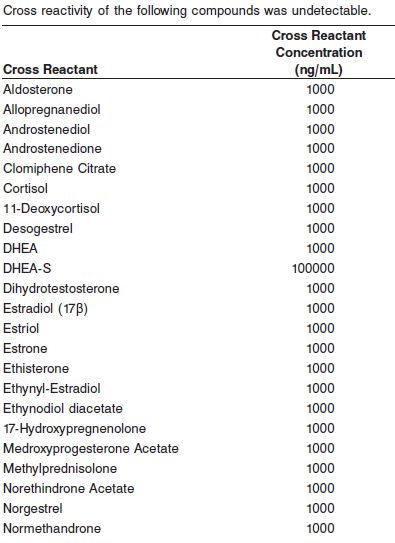 Cross reactivity of the following compounds was undetectable.
Cross Reactant
Concentration
Cross Reactant (ng/mL)
Aldosterone 1000
Allopregnanediol 1000
Androstenediol 1000
Androstenedione 1000
Clomiphene Citrate 1000
Cortisol 1000
11-Deoxycortisol 1000
Desogestrel 1000
DHEA 1000
DHEA-S 100000
Dihydrotestosterone 1000
Estradiol (17β) 1000
Estriol 1000
Estrone 1000
Ethisterone 1000
Ethynyl-Estradiol 1000
Ethynodiol diacetate 1000
17-Hydroxypregnenolone 1000
Medroxyprogesterone Acetate 1000
Methylprednisolone 1000
Norethindrone Acetate 1000
Norgestrel 1000
Normethandrone 1000